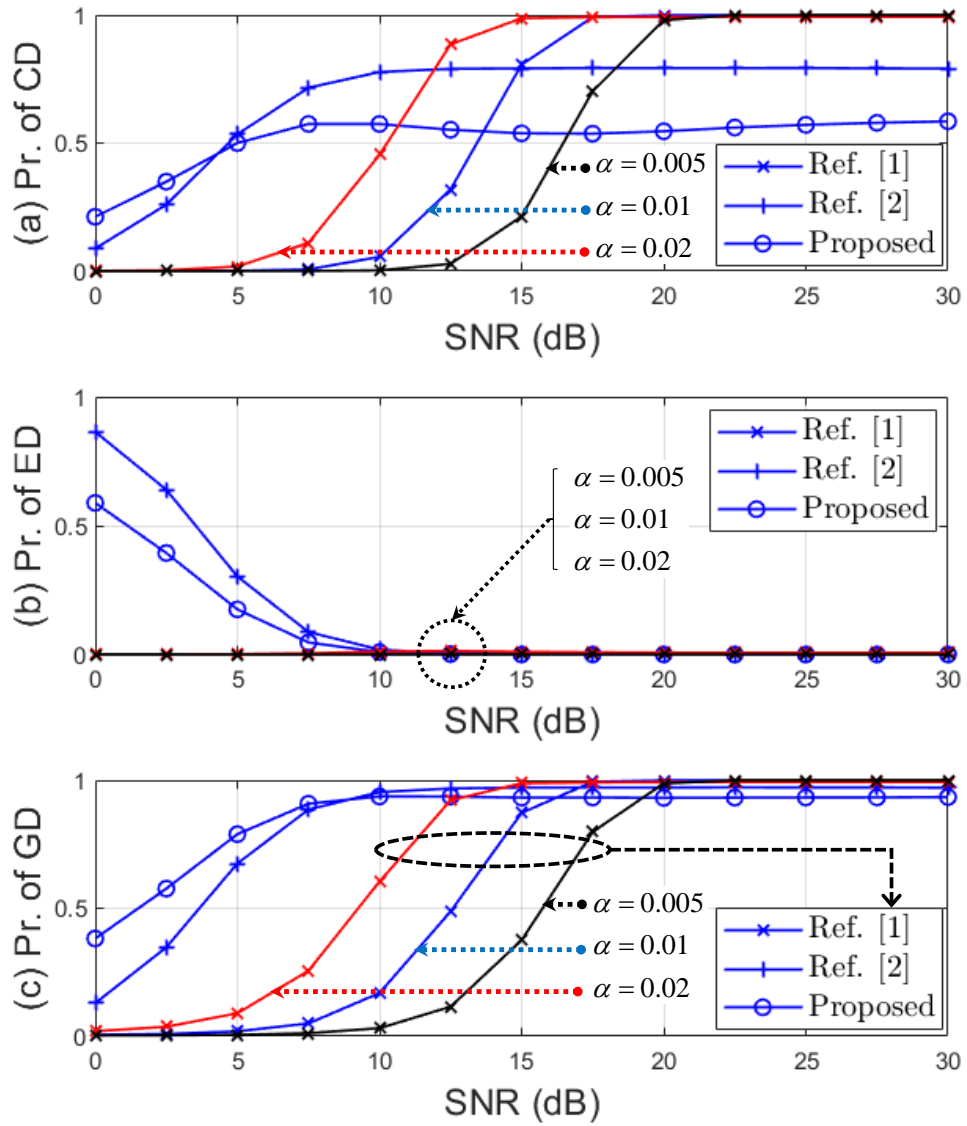 (a) Pr. of CD
1
0.5
0
0 5 10 15 20 25 30
SNR (dB)
α = 0.005
α = 0.01
α = 0.02
Ref. [1]
Ref. [2]
Proposed
(b) Pr. of ED
1
0.5
0
0 5 10 15 20 25 30
SNR (dB)
α = 0.005
α = 0.01
α = 0.02
Ref. [1]
Ref. [2]
Proposed
(c) Pr. of GD
1
0.5
0
0 5 10 15 20 25 30
SNR (dB)
α = 0.005
α = 0.01
α = 0.02
Ref. [1]
Ref. [2]
Proposed